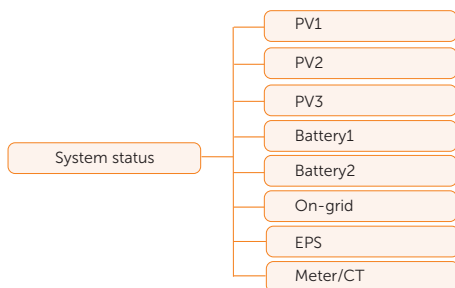 PV1
PV2
PV3
Battery1
System status
Battery2
On-grid
EPS
Meter/CT